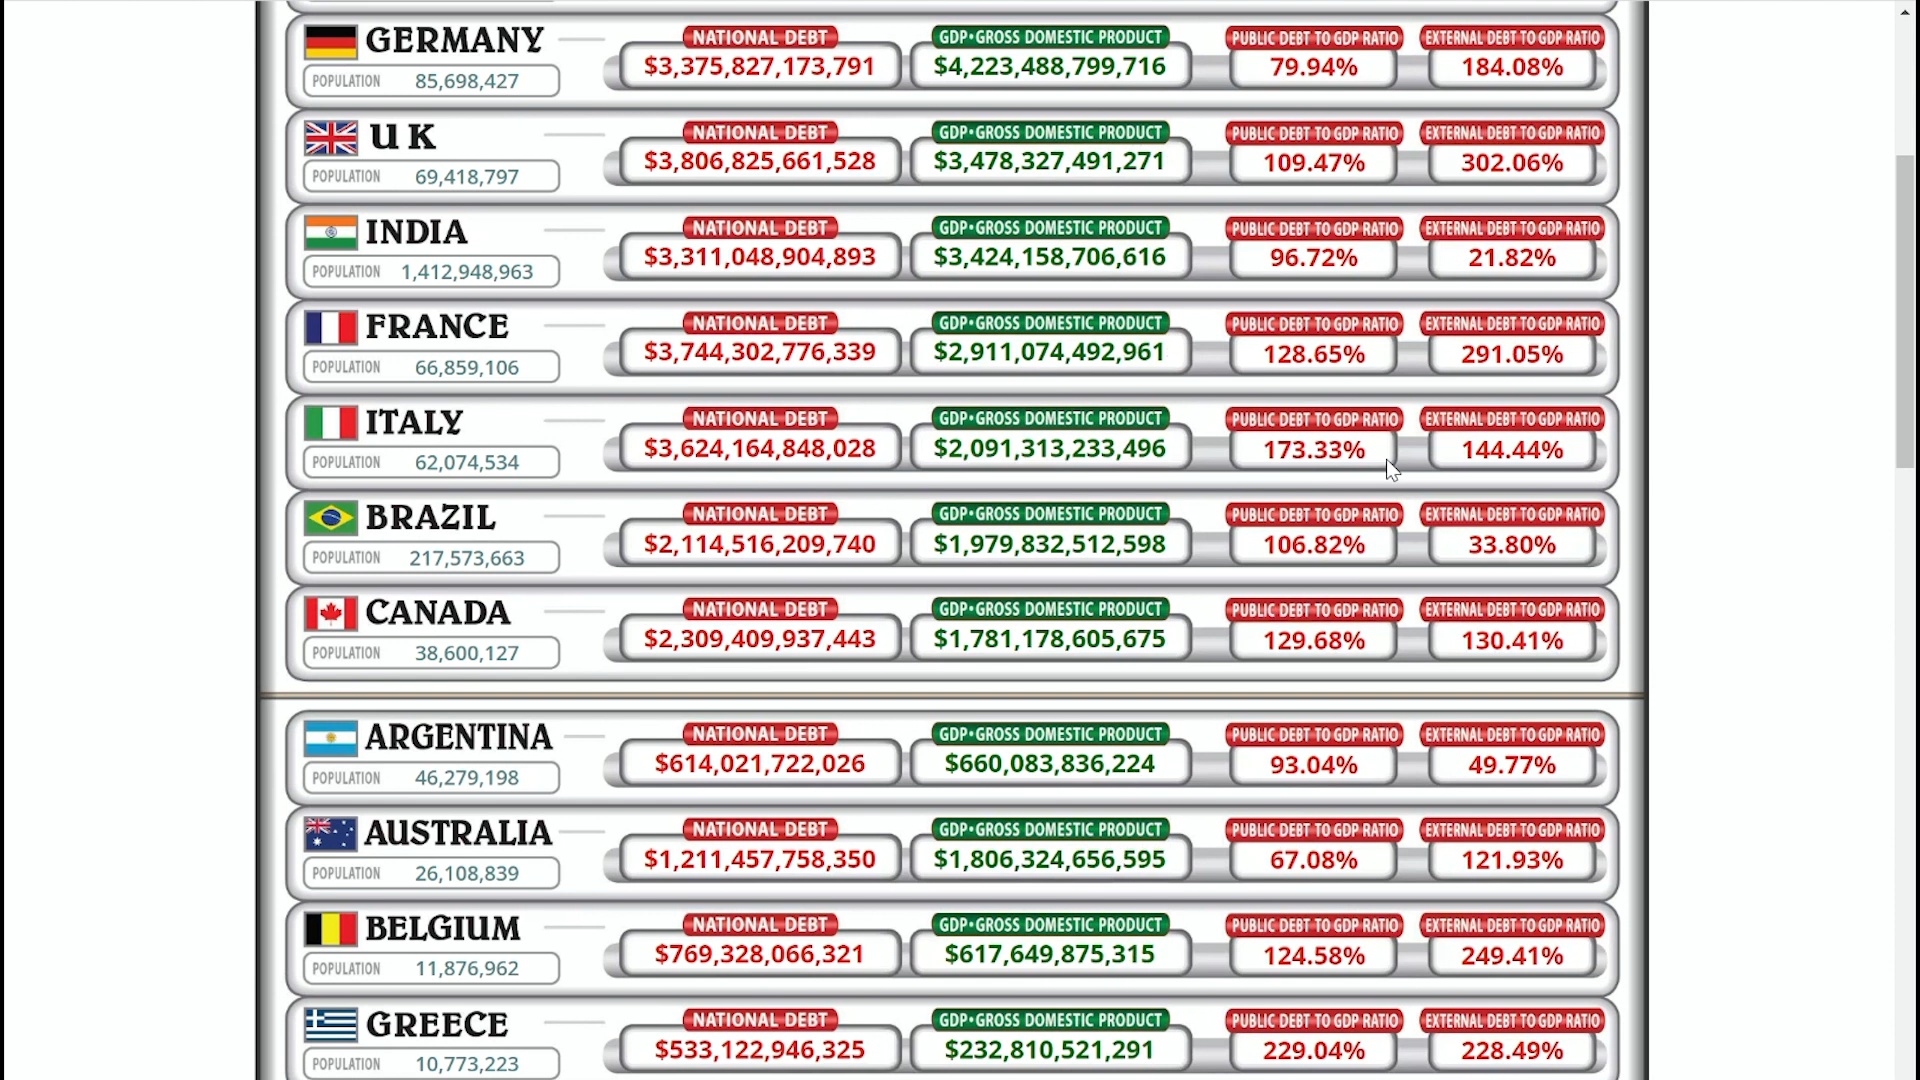 GERMANY
NATIONAL DEBT GDP•GROSS DOMESTIC PRODUCT PUBLIC DEBT TO GDP RATIO EXTERNAL DEBT TO GDP RATIO
$3,375,827,173,791 $4,223,488,799,716 79.94% 184.08%
POPULATION 85,698,427
UK
NATIONAL DEBT GDP•GROSS DOMESTIC PRODUCT PUBLIC DEBT TO GDP RATIO EXTERNAL DEBT TO GDP RATIO
$3,806,825,661,528 $3,478,327,491,271 109.47% 302.06%
POPULATION 69,418,797
INDIA
NATIONAL DEBT GDP•GROSS DOMESTIC PRODUCT PUBLIC DEBT TO GDP RATIO EXTERNAL DEBT TO GDP RATIO
$3,311,048,904,893 $3,424,158,706,616 96.72% 21.82%
POPULATION 1,412,948,963
FRANCE
NATIONAL DEBT GDP•GROSS DOMESTIC PRODUCT PUBLIC DEBT TO GDP RATIO EXTERNAL DEBT TO GDP RATIO
$3,744,302,776,339 $2,911,074,492,961 128.65% 291.05%
POPULATION 66,859,106
ITALY
NATIONAL DEBT GDP•GROSS DOMESTIC PRODUCT PUBLIC DEBT TO GDP RATIO EXTERNAL DEBT TO GDP RATIO
$3,624,164,848,028 $2,091,313,233,496 173.33% 144.44%
POPULATION 62,074,534
BRAZIL
NATIONAL DEBT GDP•GROSS DOMESTIC PRODUCT PUBLIC DEBT TO GDP RATIO EXTERNAL DEBT TO GDP RATIO
$2,114,516,209,740 $1,979,832,512,598 106.82% 33.80%
POPULATION 217,573,663
CANADA
NATIONAL DEBT GDP•GROSS DOMESTIC PRODUCT PUBLIC DEBT TO GDP RATIO EXTERNAL DEBT TO GDP RATIO
$2,309,409,937,443 $1,781,178,605,675 129.68% 130.41%
POPULATION 38,600,127
ARGENTINA
NATIONAL DEBT GDP•GROSS DOMESTIC PRODUCT PUBLIC DEBT TO GDP RATIO EXTERNAL DEBT TO GDP RATIO
$614,021,722,026 $660,083,836,224 93.04% 49.77%
POPULATION 46,279,198
AUSTRALIA
NATIONAL DEBT GDP•GROSS DOMESTIC PRODUCT PUBLIC DEBT TO GDP RATIO EXTERNAL DEBT TO GDP RATIO
$1,211,457,758,350 $1,806,324,656,595 67.08% 121.93%
POPULATION 26,108,839
BELGIUM
NATIONAL DEBT GDP•GROSS DOMESTIC PRODUCT PUBLIC DEBT TO GDP RATIO EXTERNAL DEBT TO GDP RATIO
$769,328,066,321 $617,649,875,315 124.58% 249.41%
POPULATION 11,876,962
GREECE
NATIONAL DEBT GDP•GROSS DOMESTIC PRODUCT PUBLIC DEBT TO GDP RATIO EXTERNAL DEBT TO GDP RATIO
$533,122,946,325 $232,810,521,291 229.04% 228.49%
POPULATION 10,773,223